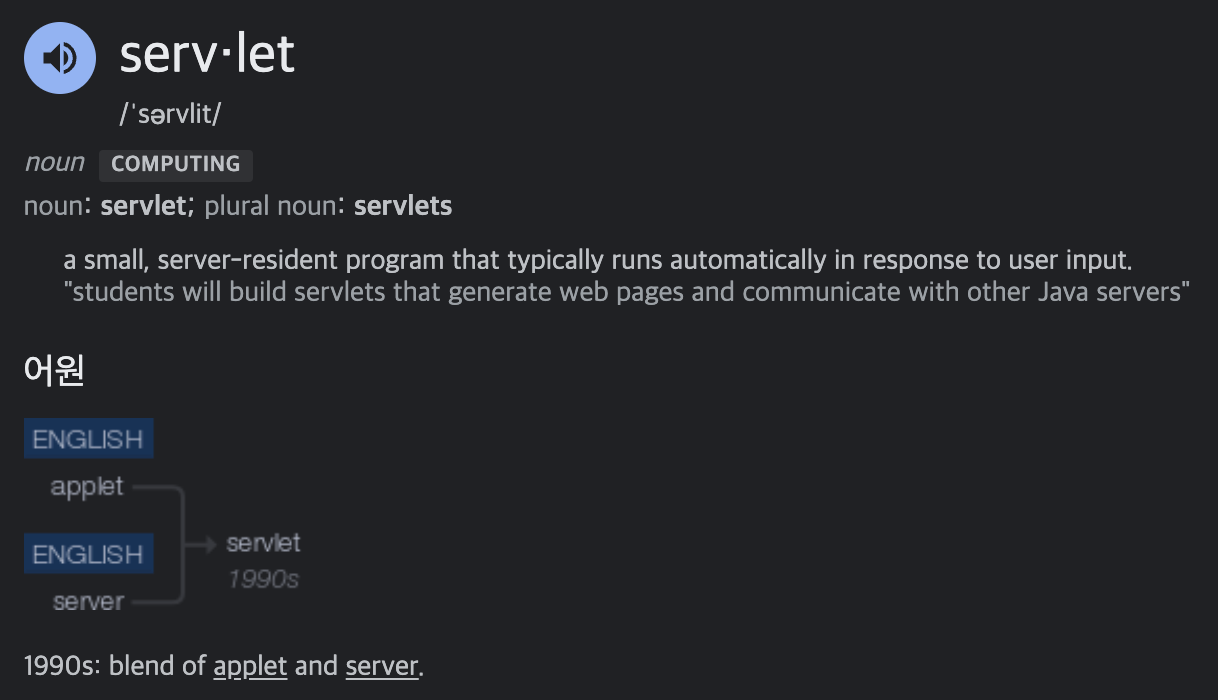 serv·let
/ˈsərvlit/
noun COMPUTING
noun: servlet; plural noun: servlets
a small, server-resident program that typically runs automatically in response to user input.
"students will build servlets that generate web pages and communicate with other Java servers"
어원
ENGLISH
applet
ENGLISH
server
servlet
1990s
1990s: blend of applet and server.